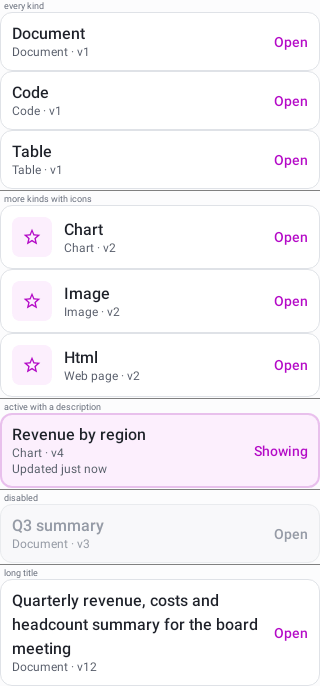 every kind
Document
Document · v1
Open
Code
Code · v1
Open
Table
Table · v1
Open
more kinds with icons
Chart
Chart · v2
Open
Image
Image · v2
Open
Html
Web page · v2
Open
active with a description
Revenue by region
Chart · v4
Updated just now
Showing
disabled
Q3 summary
Document · v3
Open
long title
Quarterly revenue, costs and
headcount summary for the board
meeting
Document · v12
Open